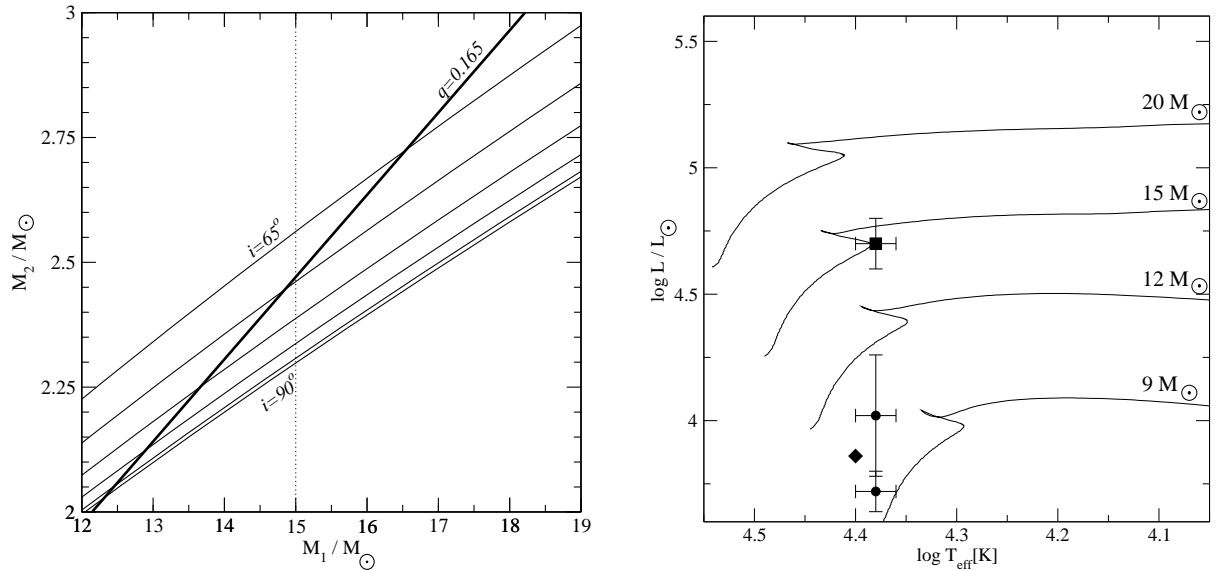 3
2.75
2.5
2.25
2
M₂ / M☉
q=0.165
i=65°
i=90°
12 13 14 15 16 17 18 19
M₁ / M☉
5.5
5
4.5
4
log L / L☉
20 M☉
15 M☉
12 M☉
9 M☉
4.5 4.4 4.3 4.2 4.1
log T_eff[K]